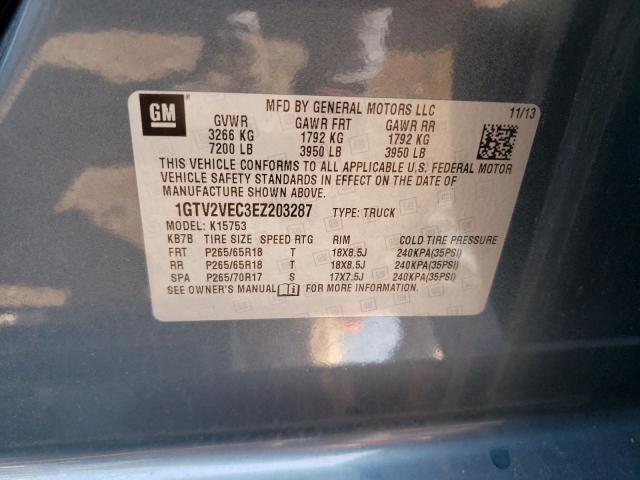 GM
MFD BY GENERAL MOTORS LLC 11/13
GVWR GAWR FRT GAWR RR
3266 KG 1792 KG 1792 KG
7200 LB 3950 LB 3950 LB
THIS VEHICLE CONFORMS TO ALL APPLICABLE U.S. FEDERAL MOTOR
VEHICLE SAFETY STANDARDS IN EFFECT ON THE DATE OF
MANUFACTURE SHOWN ABOVE.
1GTV2VEC3EZ203287 TYPE: TRUCK
MODEL: K15753
KB7B TIRE SIZE SPEED RTG RIM COLD TIRE PRESSURE
FRT P265/65R18 T 18X8.5J 240KPA(35PSI)
RR P265/65R18 T 18X8.5J 240KPA(35PSI)
SPA P265/70R17 S 17X7.5J 240KPA(35PSI)
SEE OWNER'S MANUAL FOR MORE INFORMATION